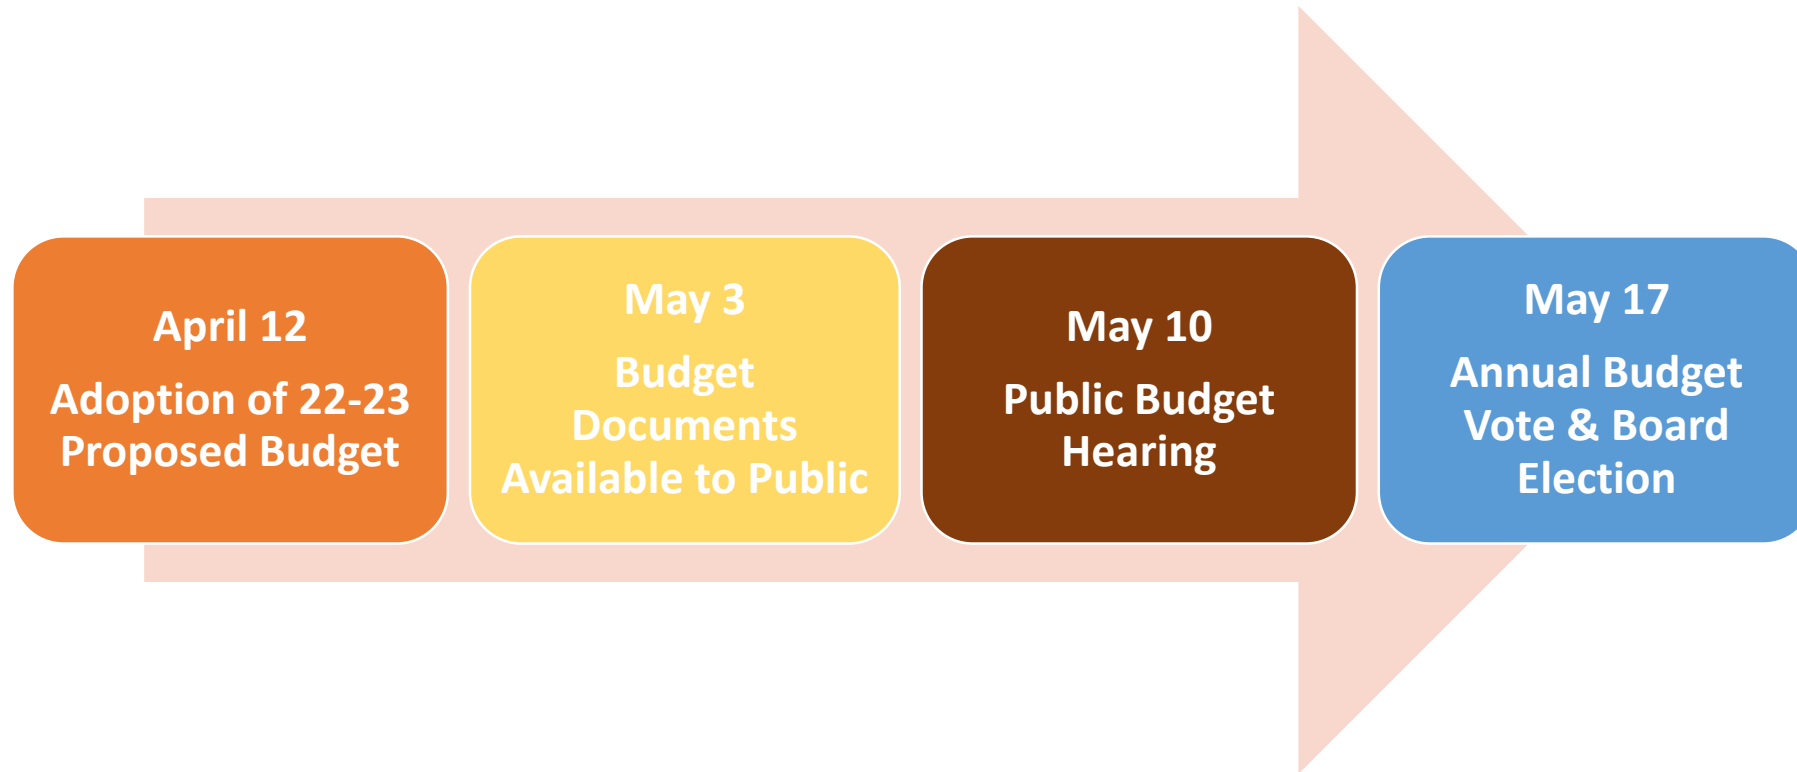 April 12
Adoption of 22-23
Proposed Budget
May 3
Budget
Documents
Available to Public
May 10
Public Budget
Hearing
May 17
Annual Budget
Vote & Board
Election